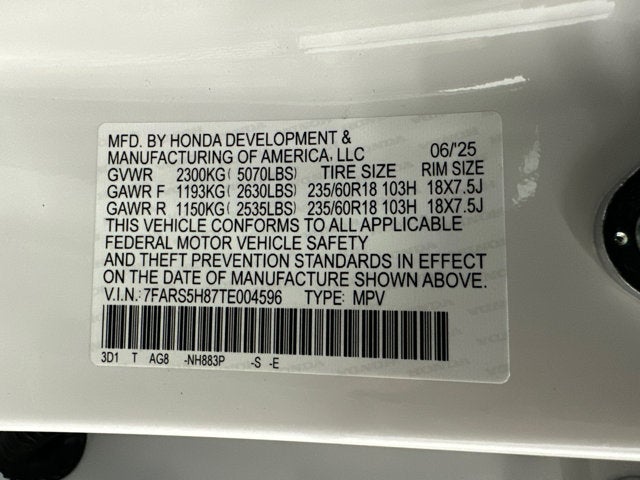 MFD. BY HONDA DEVELOPMENT &
MANUFACTURING OF AMERICA, LLC 06/'25
GVWR 2300KG( 5070LBS) TIRE SIZE RIM SIZE
GAWR F 1193KG( 2630LBS) 235/60R18 103H 18X7.5J
GAWR R 1150KG( 2535LBS) 235/60R18 103H 18X7.5J
THIS VEHICLE CONFORMS TO ALL APPLICABLE
FEDERAL MOTOR VEHICLE SAFETY
AND THEFT PREVENTION STANDARDS IN EFFECT
ON THE DATE OF MANUFACTURE SHOWN ABOVE.
V.I.N.: 7FARS5H87TE004596 TYPE: MPV
3D1 T AG8 -NH883P -S -E